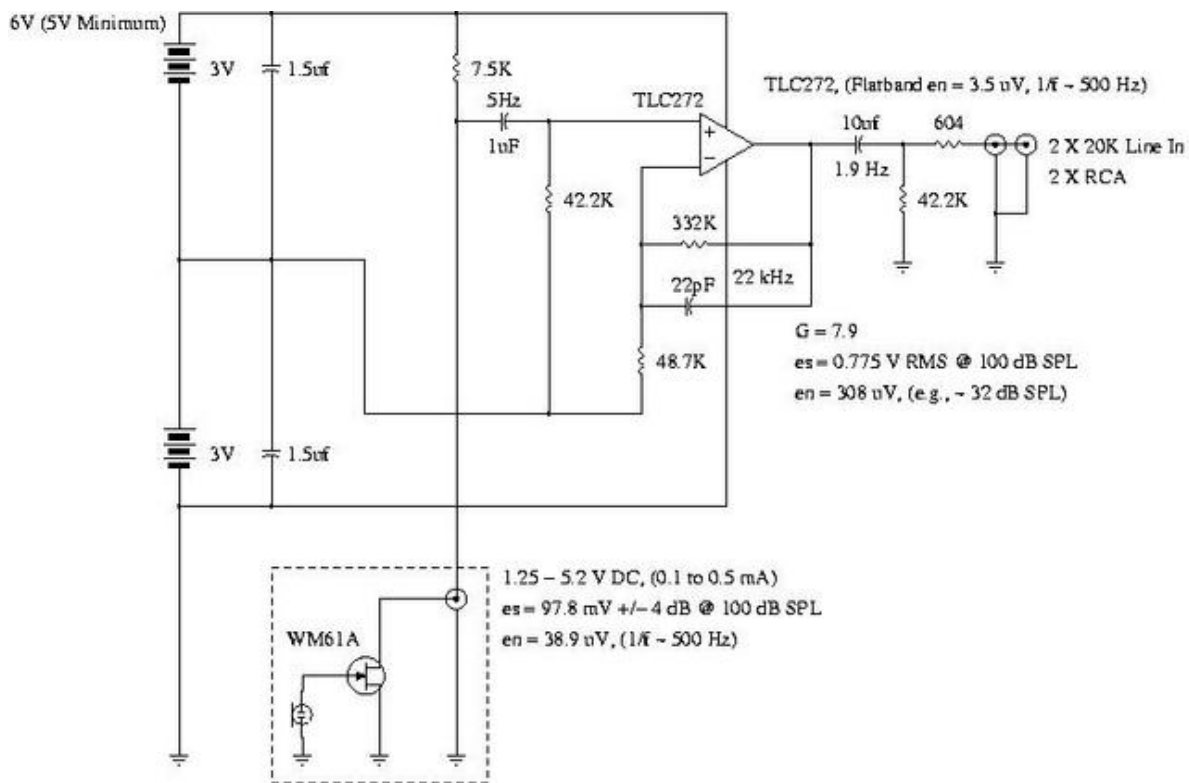 6V (5V Minimum)
3V
1.5uf
7.5K
5Hz
1uF
42.2K
TLC272
+
−
TLC272, (Flatband en = 3.5 uV, 1/f ~ 500 Hz)
10uf
1.9 Hz
604
2 X 20K Line In
2 X RCA
42.2K
332K
22pF
22 kHz
48.7K
G = 7.9
es = 0.775 V RMS @ 100 dB SPL
en = 308 uV, (e.g., ~ 32 dB SPL)
3V
1.5uf
1.25 – 5.2 V DC, (0.1 to 0.5 mA)
es = 97.8 mV +/– 4 dB @ 100 dB SPL
en = 38.9 uV, (1/f ~ 500 Hz)
WM61A